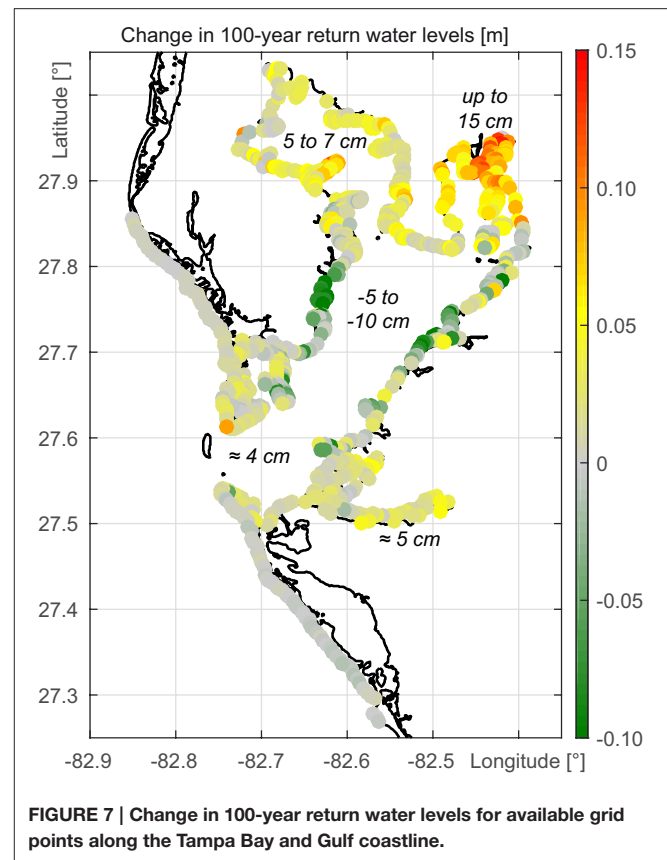 Change in 100-year return water levels [m]
Latitude [°]
27.9
27.8
27.7
27.6
27.5
27.4
27.3
up to
15 cm
5 to 7 cm
-5 to
-10 cm
≈ 4 cm
≈ 5 cm
0.15
0.10
0.05
0
-0.05
-0.10
-82.9
-82.8
-82.7
-82.6
-82.5
Longitude [°]
FIGURE 7 | Change in 100-year return water levels for available grid
points along the Tampa Bay and Gulf coastline.